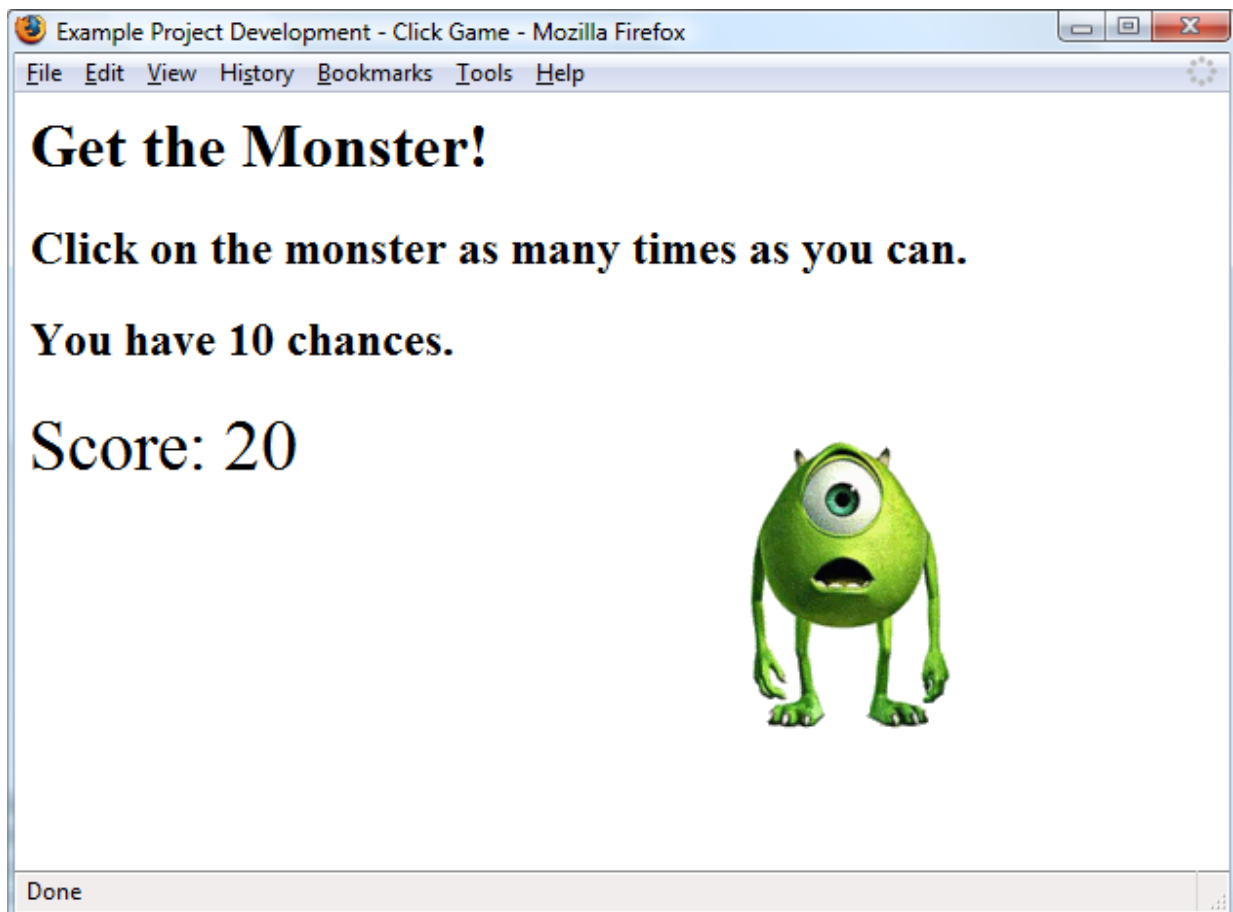 Example Project Development - Click Game - Mozilla Firefox
File Edit View History Bookmarks Tools Help
Get the Monster!
Click on the monster as many times as you can.
You have 10 chances.
Score: 20
Done